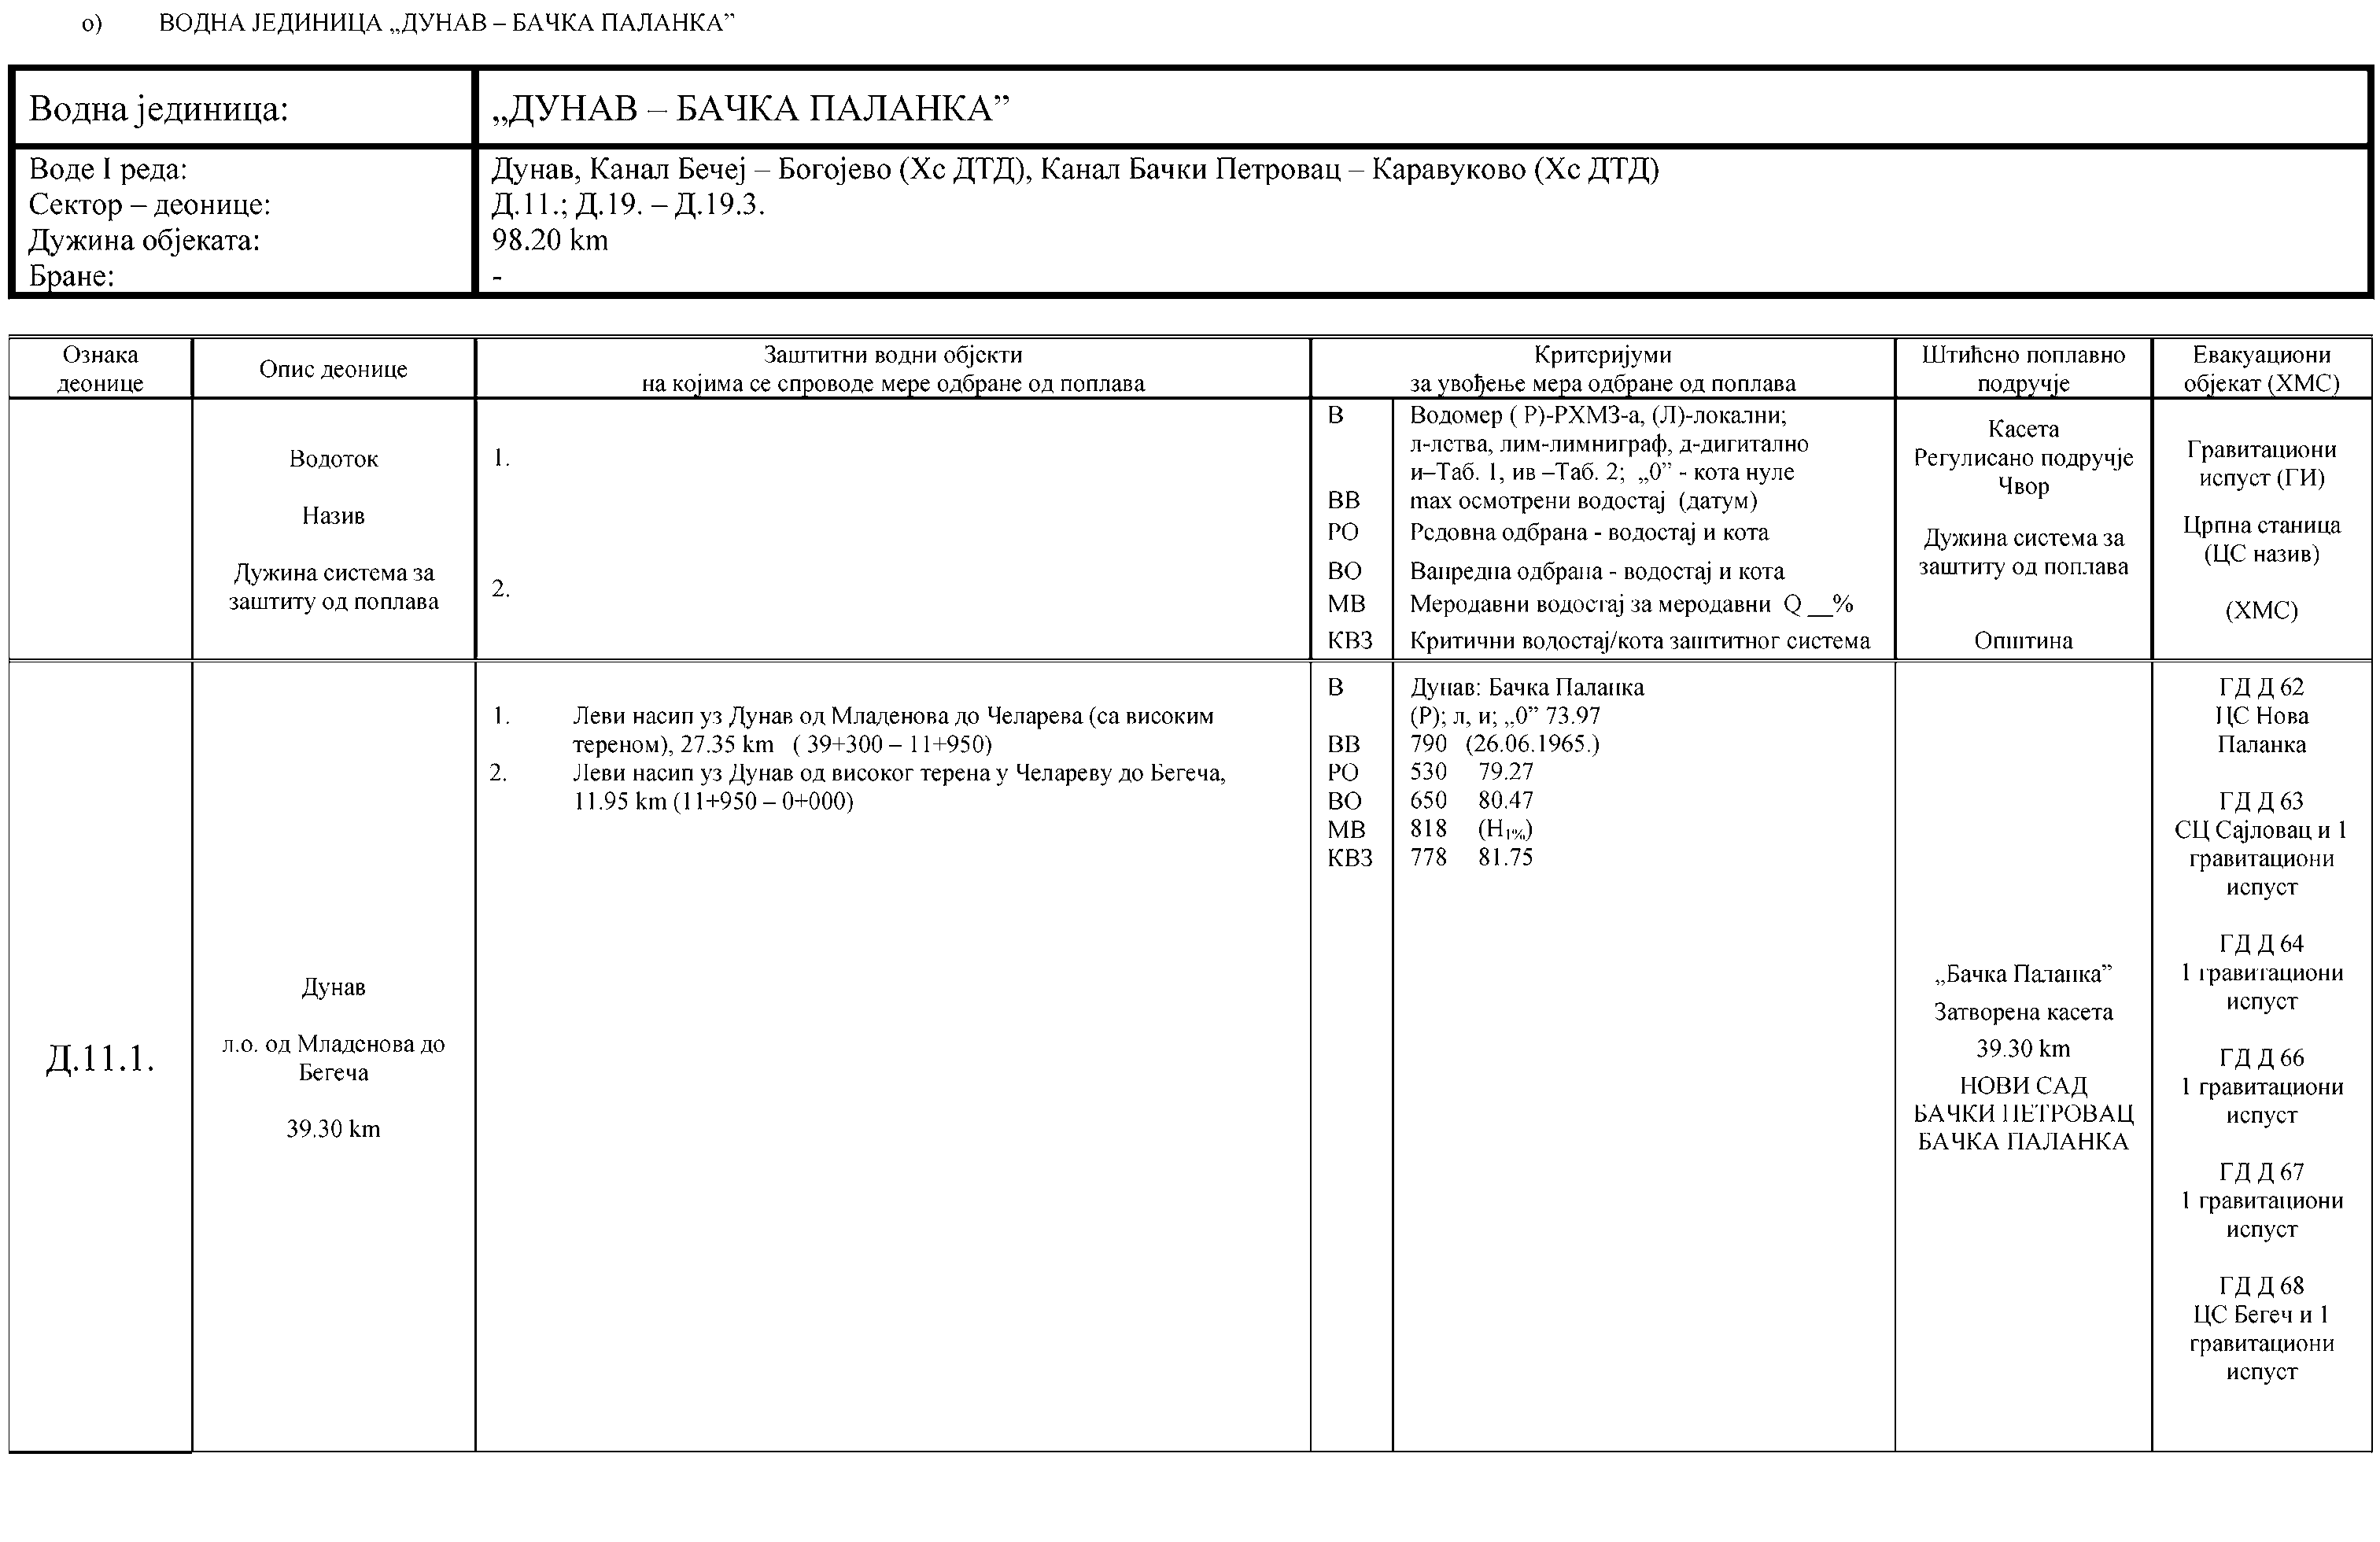 о) ВОДНА ЈЕДИНИЦА „ДУНАВ – БАЧКА ПАЛАНКА”
Водна јединица: „ДУНАВ – БАЧКА ПАЛАНКА”
Воде I реда: Дунав, Канал Бечеј – Богојево (Хс ДТД), Канал Бачки Петровац – Каравуково (Хс ДТД)
Сектор – деонице: Д.11.; Д.19. – Д.19.3.
Дужина објеката: 98.20 km
Бране: -
Ознака деонице
Опис деонице
Заштитни водни објекти
на којима се спроводе мере одбране од поплава
Критеријуми
за увођење мера одбране од поплава
Штићено поплавно
подручје
Евакуациони
објекат (ХМС)
Водоток
Назив
Дужина система за
заштиту од поплава
1.
2.
В Водомер ( Р)-РХМЗ-а, (Л)-локални;
л-летва, лим-лимниграф, д-дигитално
и–Таб. 1, ив –Таб. 2; „0” - кота нуле
ВВ max осмотрени водостај (датум)
РО Редовна одбрана - водостај и кота
ВО Ванредна одбрана - водостај и кота
МВ Меродавни водостај за меродавни Q __%
КВЗ Критични водостај/кота заштитног система
Касета
Регулисано подручје
Чвор
Дужина система за
заштиту од поплава
Општина
Гравитациони
испуст (ГИ)
Црпна станица
(ЦС назив)
(ХМС)
Д.11.1.
Дунав
л.о. од Младенова до
Бегеча
39.30 km
1. Леви насип уз Дунав од Младенова до Челарева (са високим
тереном), 27.35 km ( 39+300 – 11+950)
2. Леви насип уз Дунав од високог терена у Челареву до Бегеча,
11.95 km (11+950 – 0+000)
В Дунав: Бачка Паланка
(Р); л, и; „0” 73.97
ВВ 790 (26.06.1965.)
РО 530 79.27
ВО 650 80.47
МВ 818 (H1%)
КВЗ 778 81.75
„Бачка Паланка”
Затворена касета
39.30 km
НОВИ САД
БАЧКИ ПЕТРОВАЦ
БАЧКА ПАЛАНКА
ГД Д 62
ЦС Нова
Паланка
ГД Д 63
СЦ Сајловац и 1
гравитациони
испуст
ГД Д 64
1 гравитациони
испуст
ГД Д 66
1 гравитациони
испуст
ГД Д 67
1 гравитациони
испуст
ГД Д 68
ЦС Бегеч и 1
гравитациони
испуст